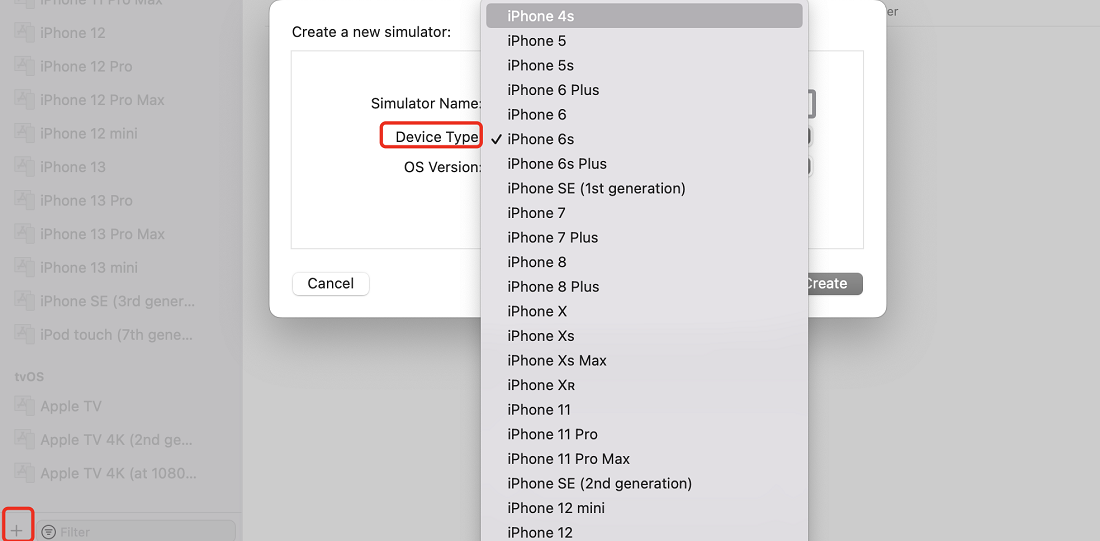 iPhone 11 Pro Max
iPhone 12
iPhone 12 Pro
iPhone 12 Pro Max
iPhone 12 mini
iPhone 13
iPhone 13 Pro
iPhone 13 Pro Max
iPhone 13 mini
iPhone SE (3rd gener...
iPod touch (7th gene...
tvOS
Apple TV
Apple TV 4K (2nd ge...
Apple TV 4K (at 1080...
+
Filter
Create a new simulator:
Simulator Name:
Device Type
OS Version:
Cancel
Create
iPhone 4s
iPhone 5
iPhone 5s
iPhone 6 Plus
iPhone 6
✓ iPhone 6s
iPhone 6s Plus
iPhone SE (1st generation)
iPhone 7
iPhone 7 Plus
iPhone 8
iPhone 8 Plus
iPhone X
iPhone Xs
iPhone Xs Max
iPhone Xʀ
iPhone 11
iPhone 11 Pro
iPhone 11 Pro Max
iPhone SE (2nd generation)
iPhone 12 mini
iPhone 12
er